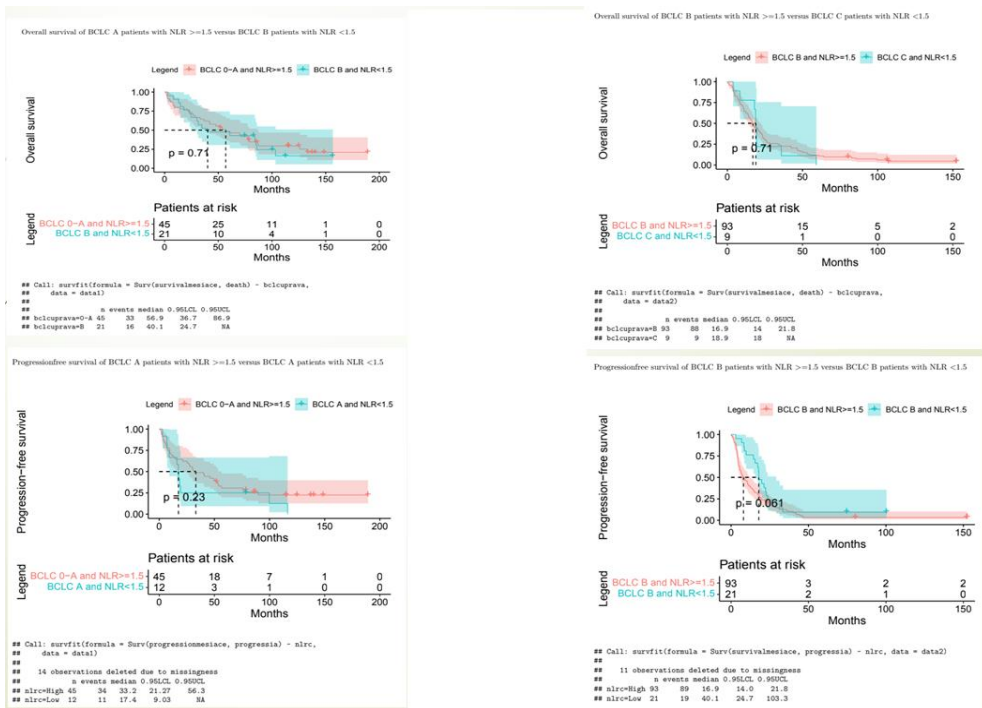 Overall survival of BCLC A patients with NLR >=1.5 versus BCLC B patients with NLR <1.5
Legend BCLC 0-A and NLR>=1.5 BCLC B and NLR<1.5
Overall survival
1.00
0.75
0.50
0.25
0.00
p = 0.71
0 50 100 150 200
Months
Patients at risk
Legend
BCLC 0-A and NLR>=1.5 45 25 11 1 0
BCLC B and NLR<1.5 21 10 4 1 0
0 50 100 150 200
Months
## Call: survfit(formula = Surv(survivalmesiace, death) ~ bclcuprava,
## data = data1)
##
## n events median 0.95LCL 0.95UCL
## bclcuprava=0-A 45 33 56.9 36.7 86.9
## bclcuprava=B 21 16 40.1 24.7 NA
Overall survival of BCLC B patients with NLR >=1.5 versus BCLC C patients with NLR <1.5
Legend BCLC B and NLR>=1.5 BCLC C and NLR<1.5
Overall survival
1.00
0.75
0.50
0.25
0.00
p = 0.71
0 50 100 150
Months
Patients at risk
Legend
BCLC B and NLR>=1.5 93 15 5 2
BCLC C and NLR<1.5 9 1 0 0
0 50 100 150
Months
## Call: survfit(formula = Surv(survivalmesiace, death) ~ bclcuprava,
## data = data2)
##
## n events median 0.95LCL 0.95UCL
## bclcuprava=B 93 88 16.9 14 21.8
## bclcuprava=C 9 9 18.9 18 NA
Progressionfree survival of BCLC A patients with NLR >=1.5 versus BCLC A patients with NLR <1.5
Legend BCLC 0-A and NLR>=1.5 BCLC A and NLR<1.5
Progression-free survival
1.00
0.75
0.50
0.25
0.00
p = 0.23
0 50 100 150 200
Months
Patients at risk
Legend
BCLC 0-A and NLR>=1.5 45 18 7 1 0
BCLC A and NLR<1.5 12 3 1 0 0
0 50 100 150 200
Months
## Call: survfit(formula = Surv(progressionmesiace, progressia) ~ nlrc,
## data = data1)
##
## 14 observations deleted due to missingness
## n events median 0.95LCL 0.95UCL
## nlrc=High 45 34 33.2 21.27 56.3
## nlrc=Low 12 11 17.4 9.03 NA
Progressionfree survival of BCLC B patients with NLR >=1.5 versus BCLC B patients with NLR <1.5
Legend BCLC B and NLR>=1.5 BCLC B and NLR<1.5
Progression-free survival
1.00
0.75
0.50
0.25
0.00
p = 0.061
0 50 100 150
Months
Patients at risk
Legend
BCLC B and NLR>=1.5 93 3 2 2
BCLC B and NLR<1.5 21 2 1 0
0 50 100 150
Months
## Call: survfit(formula = Surv(survivalmesiace, progressia) ~ nlrc, data = data2)
##
## 11 observations deleted due to missingness
## n events median 0.95LCL 0.95UCL
## nlrc=High 93 89 16.9 14.0 21.8
## nlrc=Low 21 19 40.1 24.7 103.3